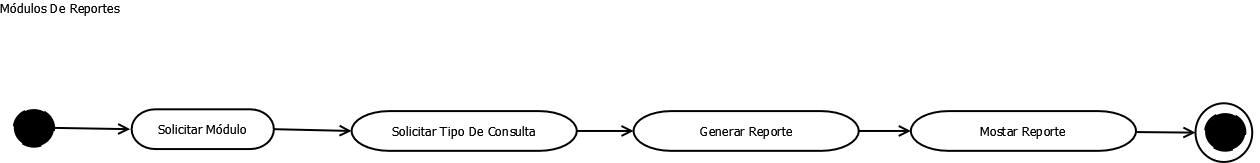 Módulos De Reportes
Solicitar Módulo
Solicitar Tipo De Consulta
Generar Reporte
Mostar Reporte